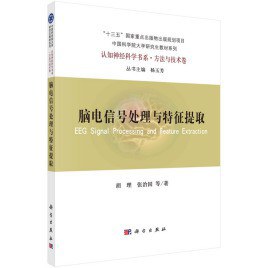 "十三五"国家重点出版物出版规划项目
中国科学院大学研究生教材系列
认知神经科学书系·方法与技术卷
丛书主编 杨玉芳
脑电信号处理与特征提取
EEG Signal Processing and Feature Extraction
胡理 张治国 等/著
科学出版社